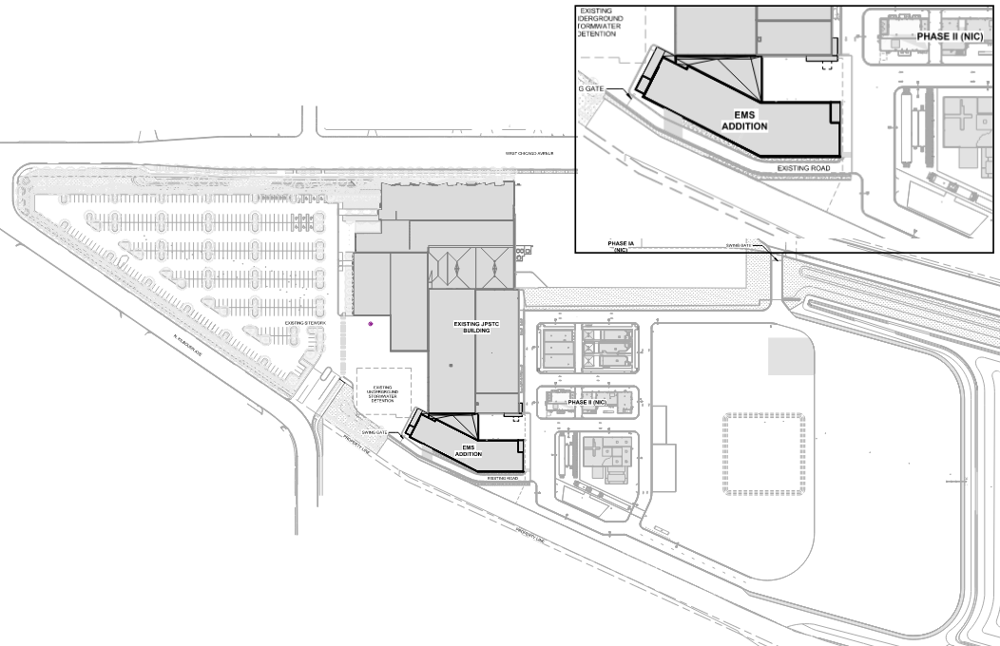 EXISTING
UNDERGROUND
STORMWATER
DETENTION
PHASE II (NIC)
G GATE
EMS
ADDITION
EXISTING ROAD
WEST CHICAGO AVENUE
PHASE IA
(NIC)
SWING GATE
EXISTING SITEWORK
EXISTING JPSTC
BUILDING
N. KILBOURN AVE
EXISTING
UNDERGROUND
STORMWATER
DETENTION
PHASE II (NIC)
SWING GATE
PROPERTY LINE
EMS
ADDITION
EXISTING ROAD
PROPERTY LINE